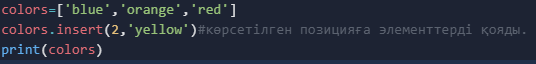 colors=['blue','orange','red']
colors.insert(2,'yellow')#көрсетілген позицияға элементтерді қояды.
print(colors)